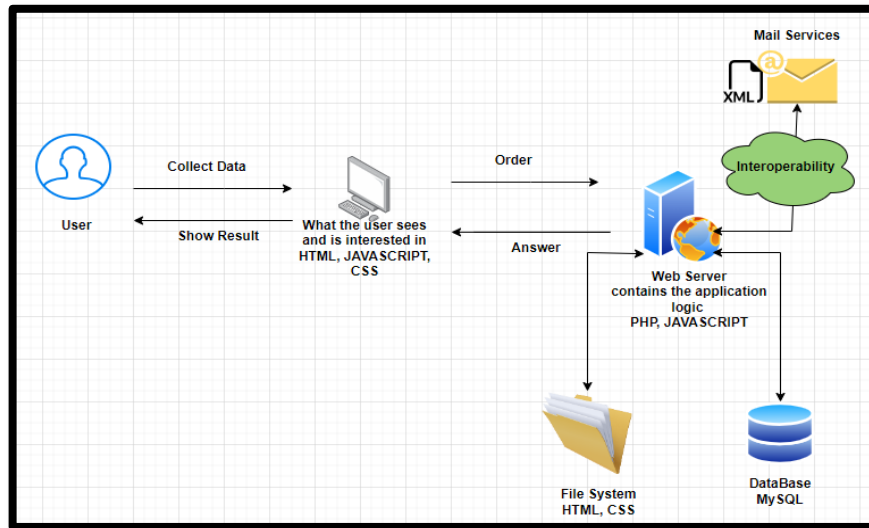 Mail Services
@
XML
Interoperability
Collect Data
Order
User
Show Result
What the user sees
and is interested in
HTML, JAVASCRIPT,
CSS
Answer
Web Server
contains the application
logic
PHP, JAVASCRIPT
File System
HTML, CSS
DataBase
MySQL